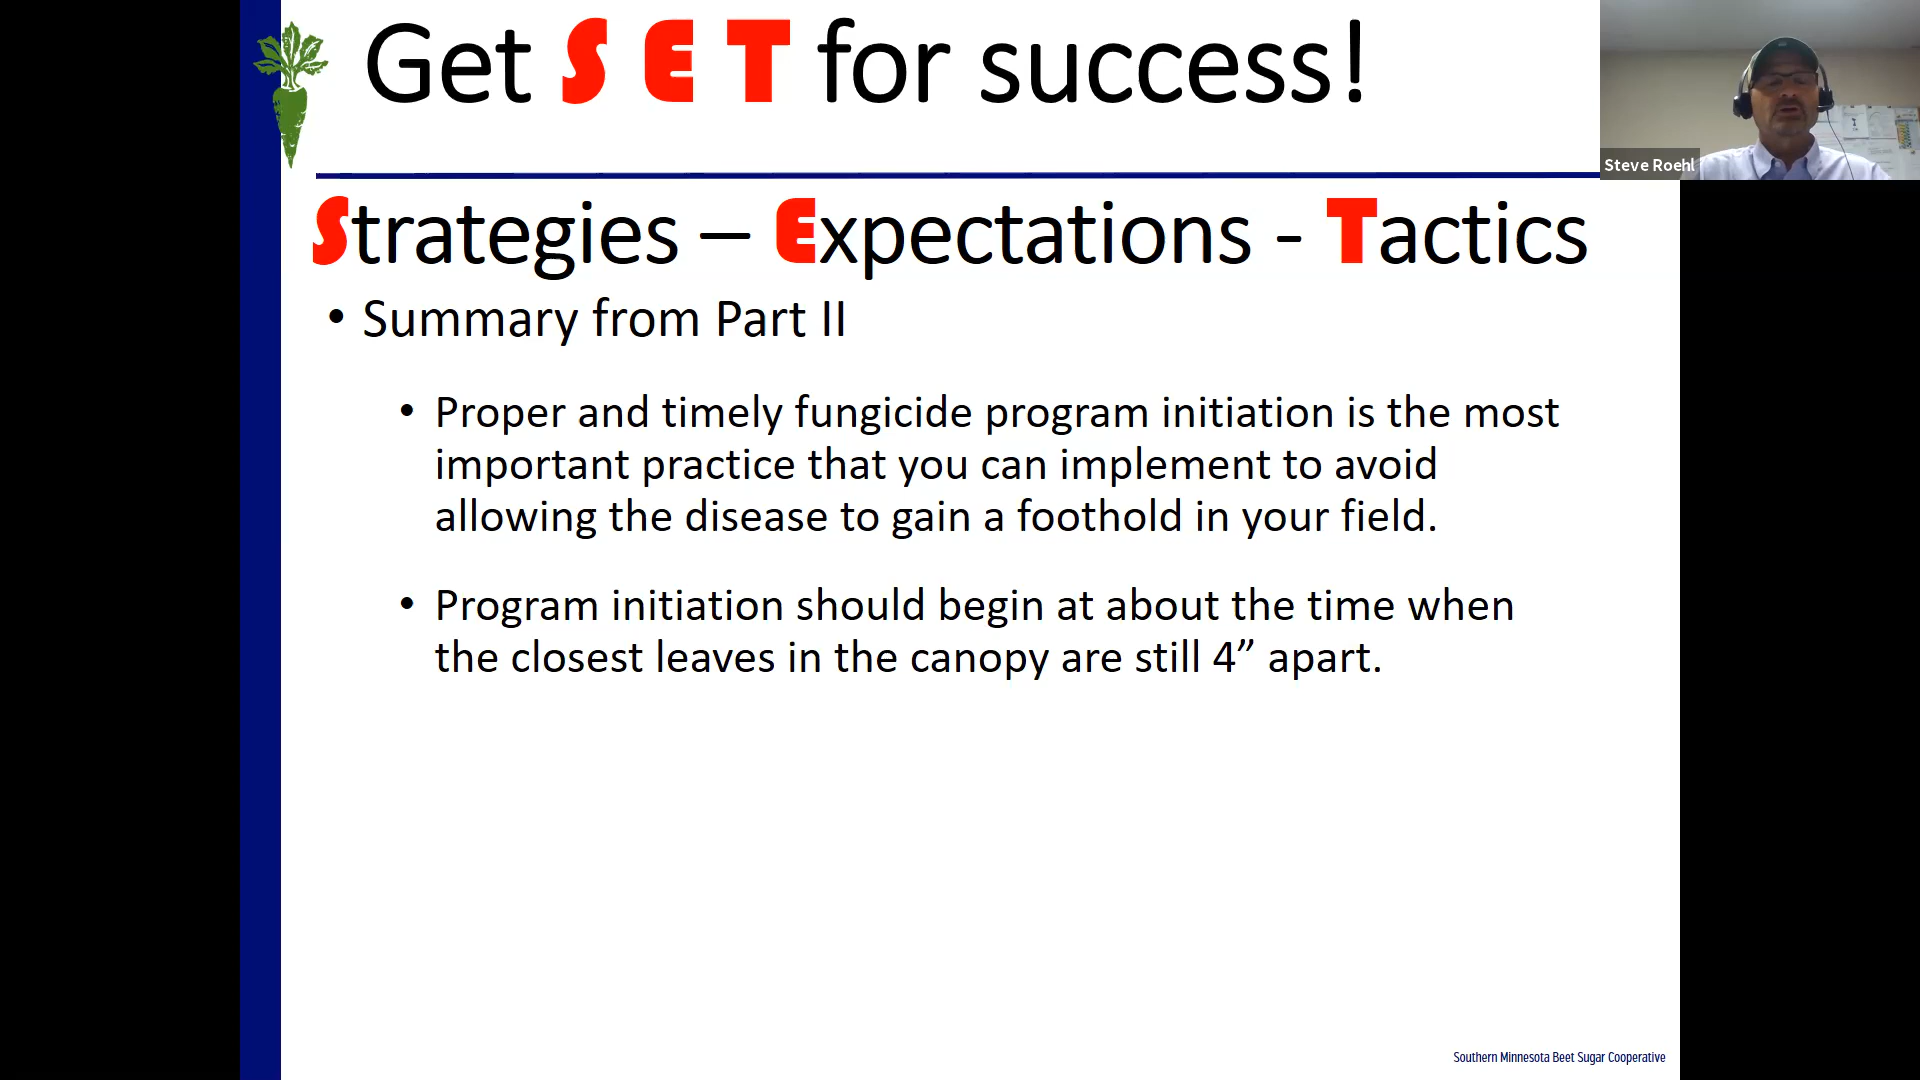 Get S E T for success!
Steve Roehl
Strategies – Expectations - Tactics
• Summary from Part II
• Proper and timely fungicide program initiation is the most
important practice that you can implement to avoid
allowing the disease to gain a foothold in your field.
• Program initiation should begin at about the time when
the closest leaves in the canopy are still 4” apart.
Southern Minnesota Beet Sugar Cooperative